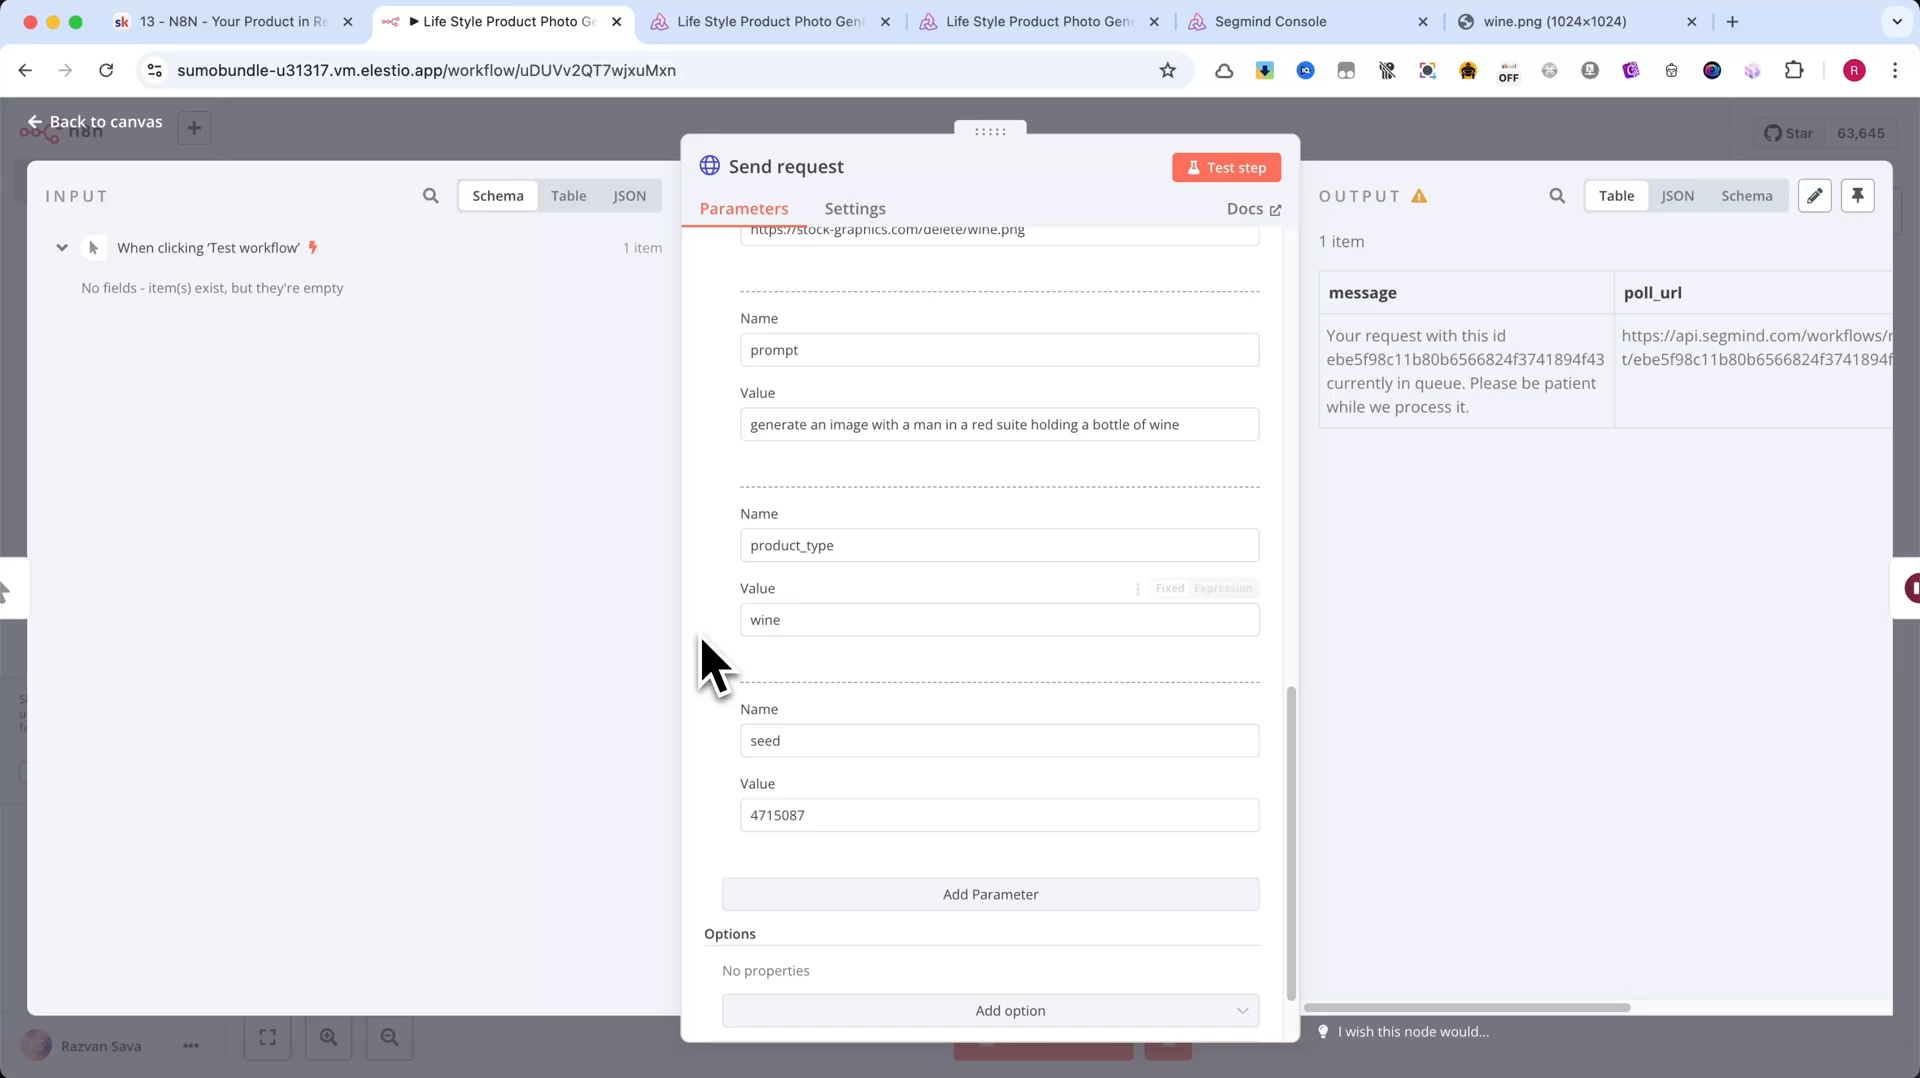 13 - N8N - Your Product in Re
Life Style Product Photo Ge
Life Style Product Photo Gene
Life Style Product Photo Gene
Segmind Console
wine.png (1024×1024)
sumobundle-u31317.vm.elestio.app/workflow/uDUVv2QT7wjxuMxn
OFF
R
Back to canvas
n8n
Star 63,645
Send request
Test step
Parameters
Settings
Docs
INPUT
Schema
Table
JSON
When clicking ‘Test workflow’
1 item
No fields - item(s) exist, but they're empty
https://stock-graphics.com/delete/wine.png
Name
prompt
Value
generate an image with a man in a red suite holding a bottle of wine
Name
product_type
Value
Fixed Expression
wine
Name
seed
Value
4715087
Add Parameter
Options
No properties
Add option
OUTPUT
Table
JSON
Schema
1 item
message
poll_url
Your request with this id
ebe5f98c11b80b6566824f3741894f43
currently in queue. Please be patient
while we process it.
https://api.segmind.com/workflows/r
t/ebe5f98c11b80b6566824f3741894f
I wish this node would...
Razvan Sava